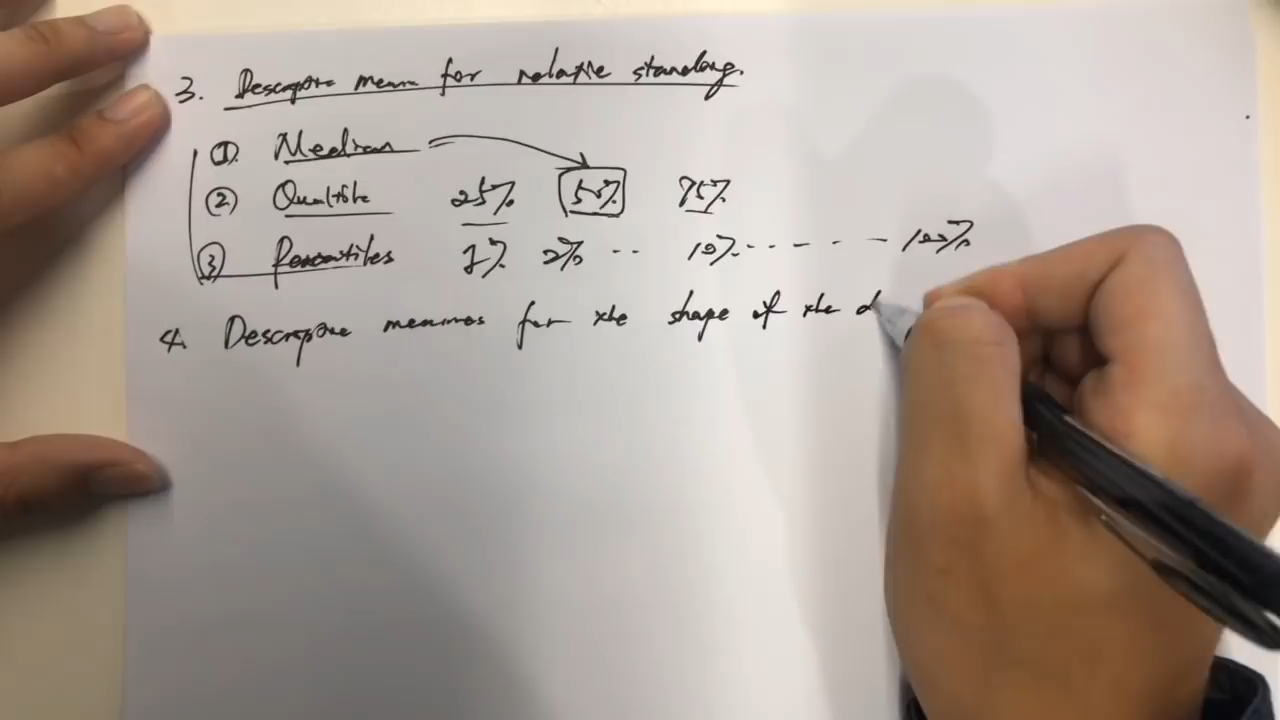 3. Descriptive measures for relative standing.
① Median
② Quartile 25% 50% 75%
③ Percentiles 1% 2% .. 10% ..---- 100%
4. Descriptive measures for the shape of the d